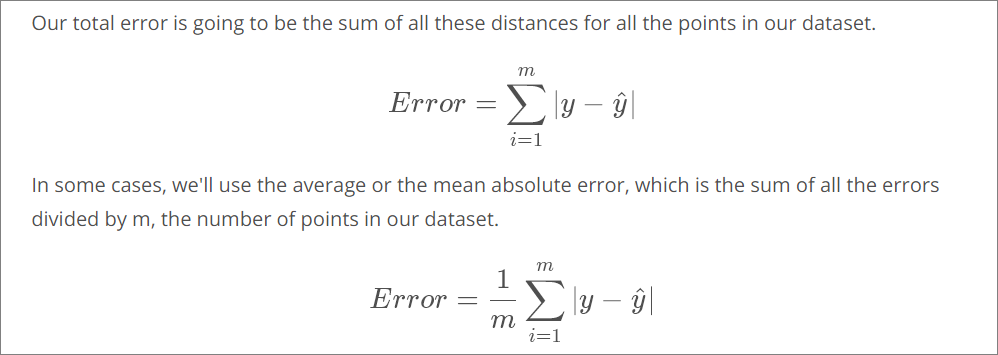 Our total error is going to be the sum of all these distances for all the points in our dataset.
Error = \sum_{i=1}^{m} |y - \hat{y}|
In some cases, we'll use the average or the mean absolute error, which is the sum of all the errors
divided by m, the number of points in our dataset.
Error = \frac{1}{m} \sum_{i=1}^{m} |y - \hat{y}|